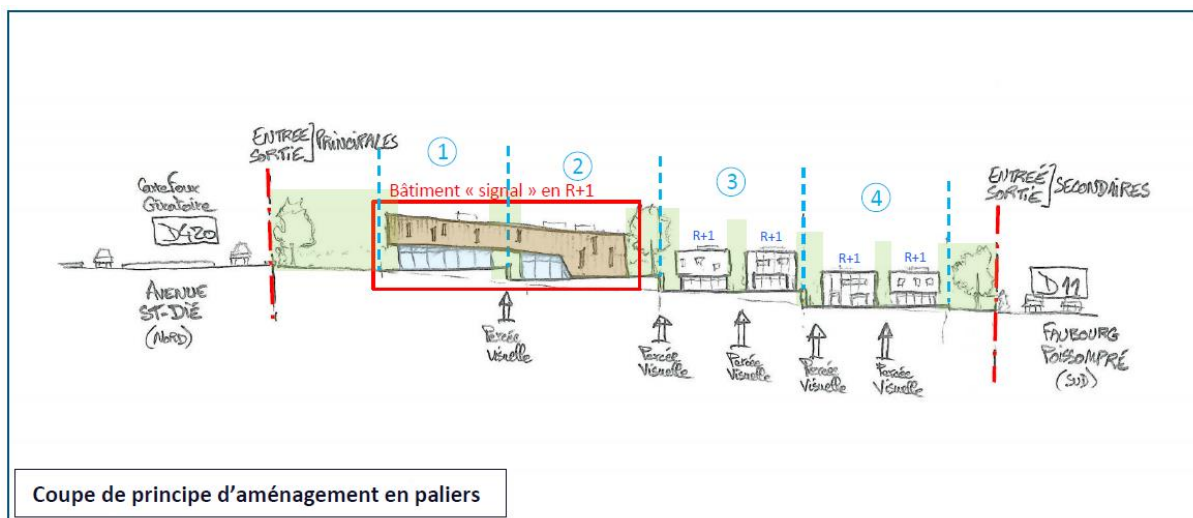 ENTREE
SORTIE
PRINCIPALES
①
②
③
④
ENTREÉ
SORTIE
SECONDAIRES
Bâtiment « signal » en R+1
Carrefour
Giratoire
D420
R+1
R+1
R+1
R+1
D11
AVENUE
ST-DIÉ
(NORD)
Percée
Visuelle
Percée
Visuelle
Percée
Visuelle
Percée
Visuelle
Percée
Visuelle
FAUBOURG
POISSOMPRÉ
(SUD)
Coupe de principe d’aménagement en paliers